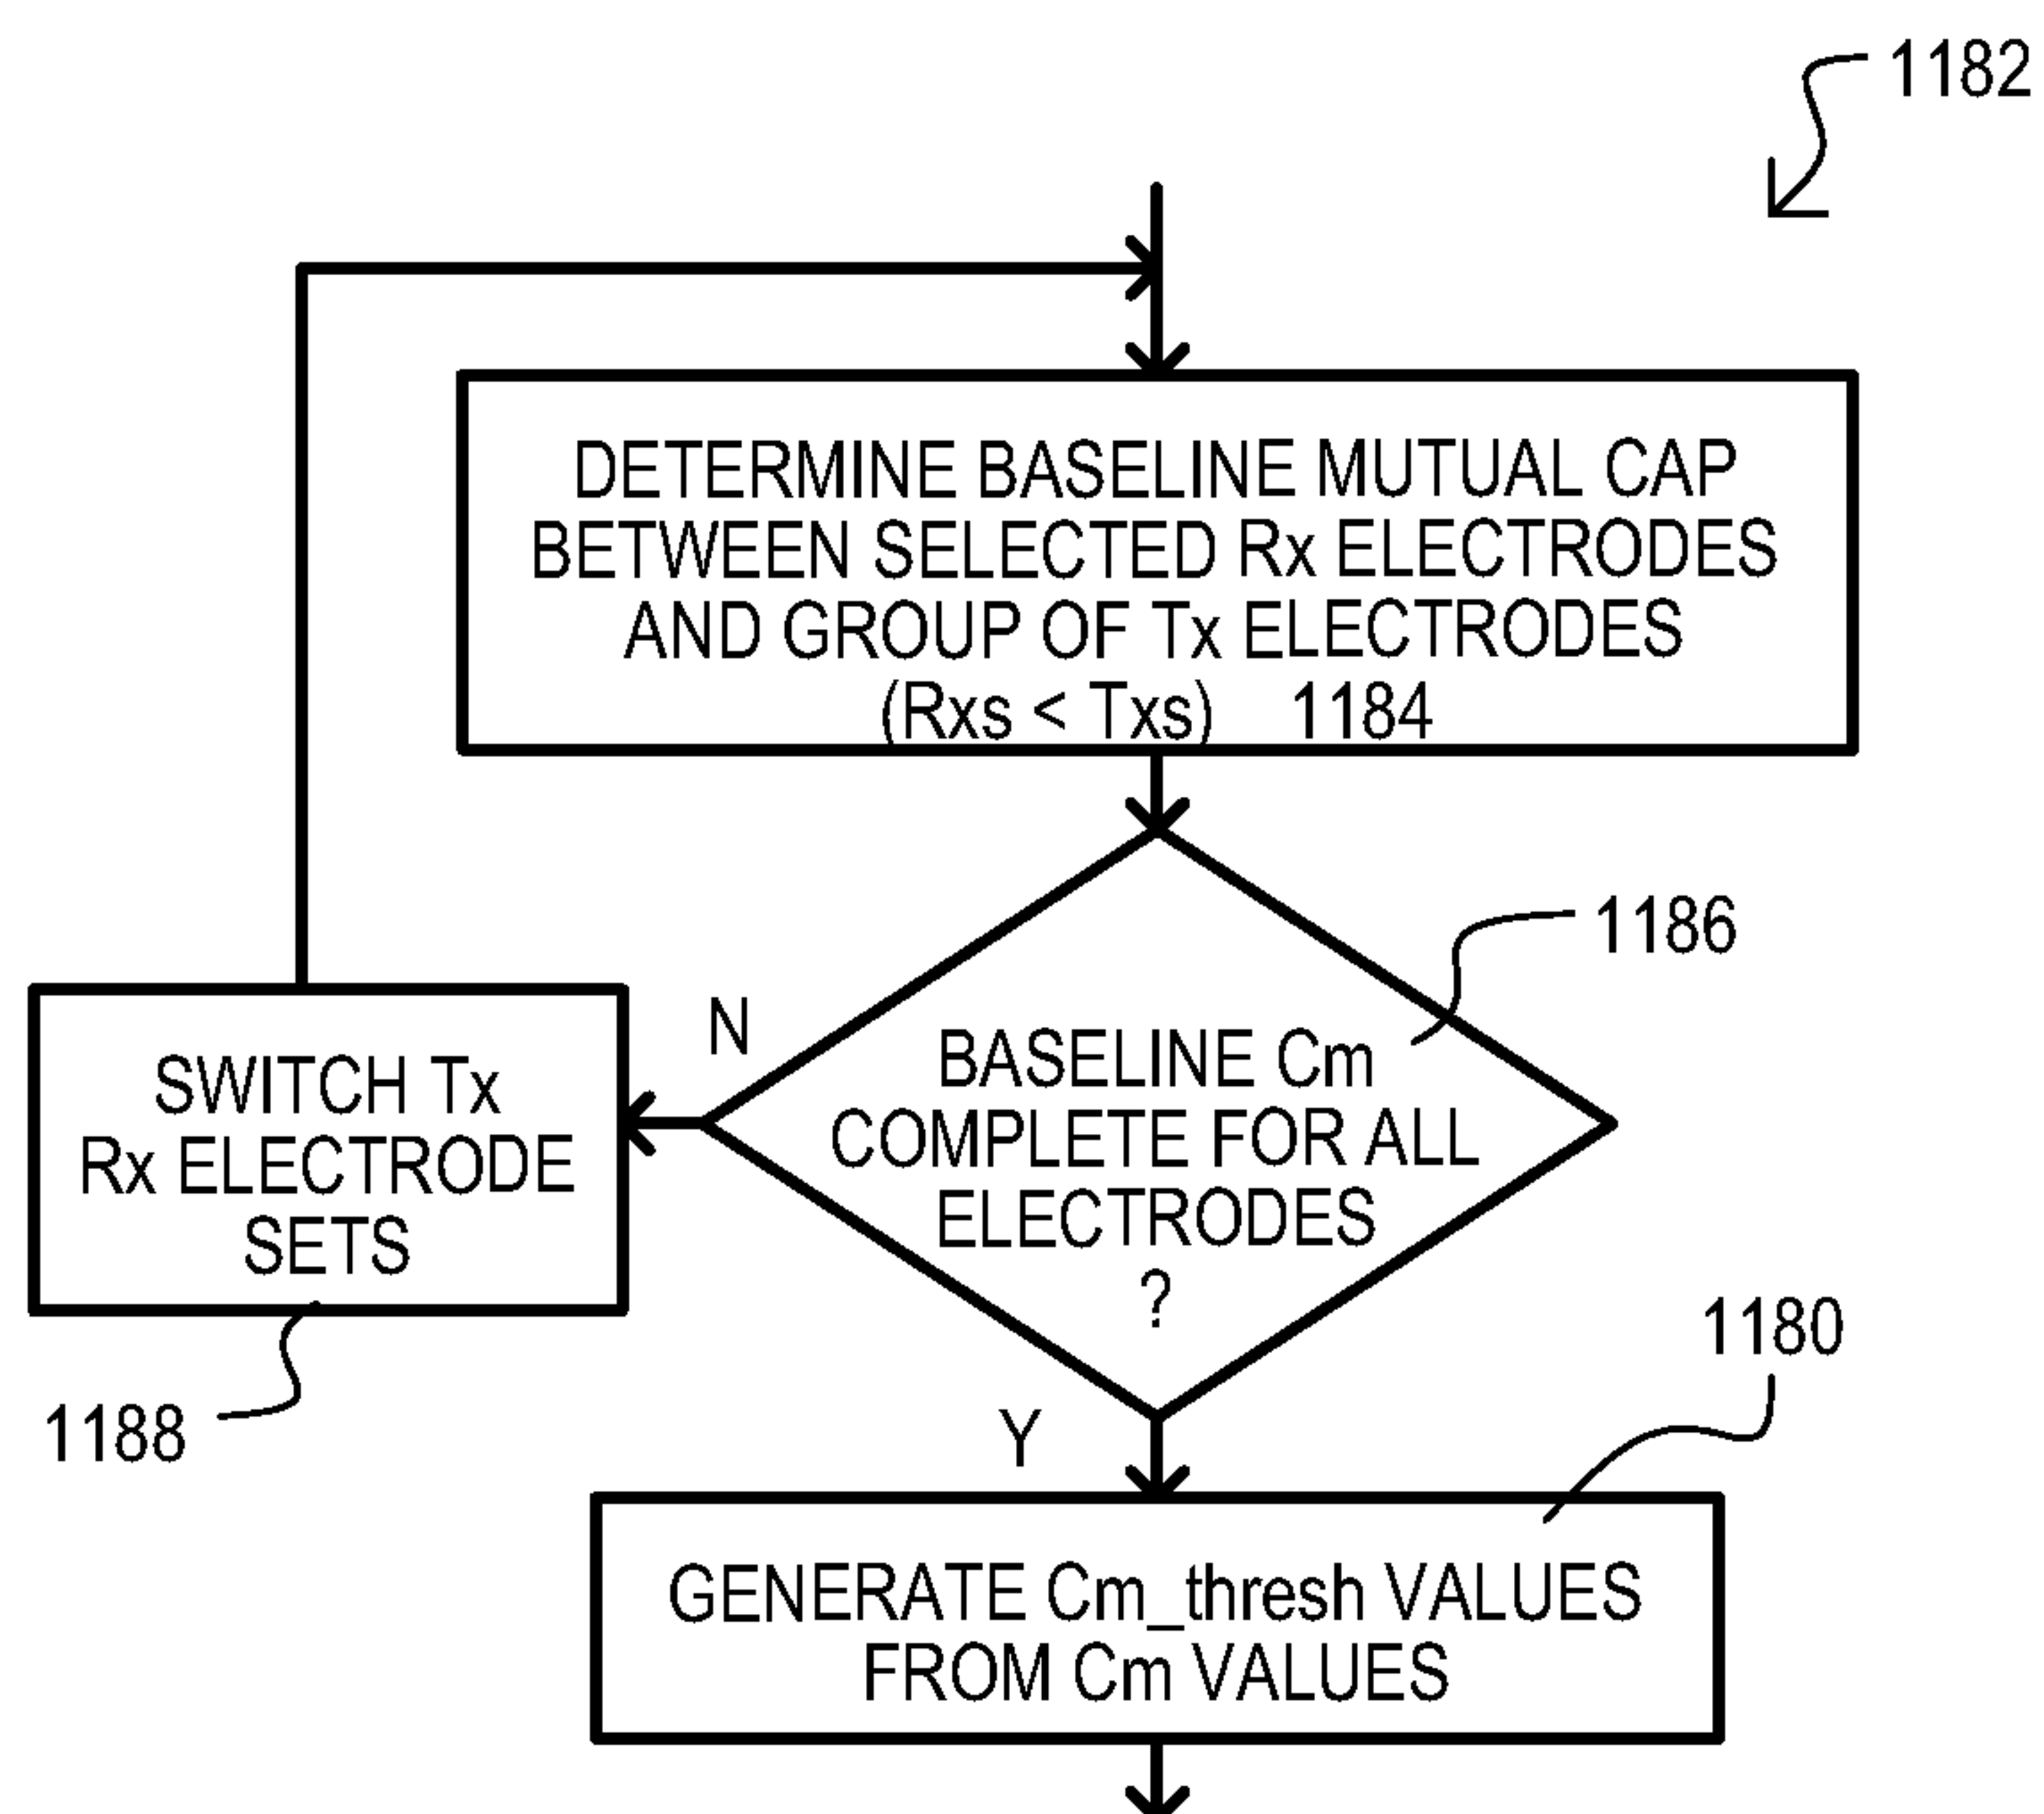 1182
DETERMINE BASELINE MUTUAL CAP
BETWEEN SELECTED Rx ELECTRODES
AND GROUP OF Tx ELECTRODES
(Rxs < Txs) 1184
1186
N
BASELINE Cm
COMPLETE FOR ALL
ELECTRODES
?
SWITCH Tx
Rx ELECTRODE
SETS
1188
Y
1180
GENERATE Cm_thresh VALUES
FROM Cm VALUES